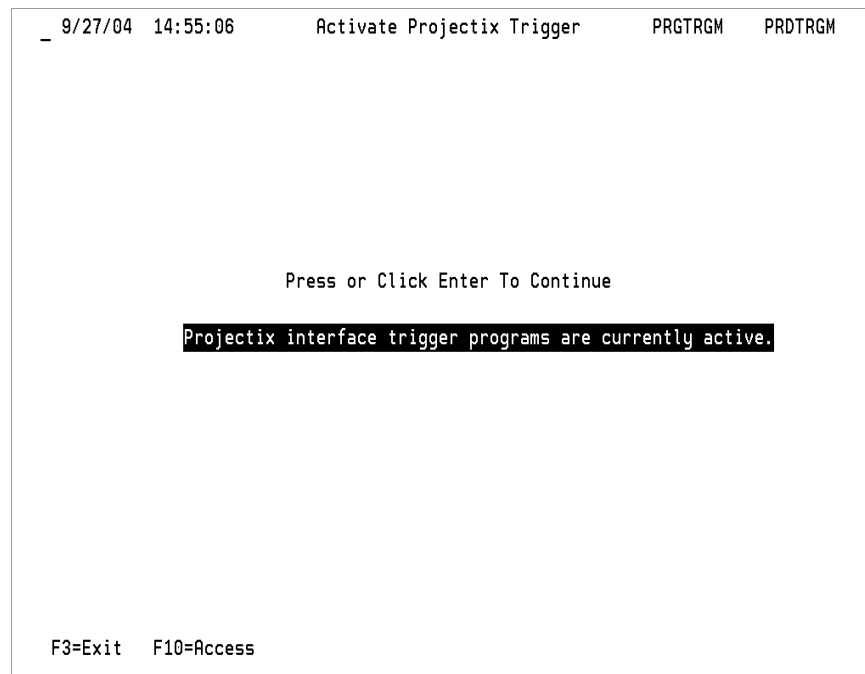 _ 9/27/04 14:55:06 Activate Projectix Trigger PRGTRGM PRDTRGM
Press or Click Enter To Continue
Projectix interface trigger programs are currently active.
F3=Exit F10=Access